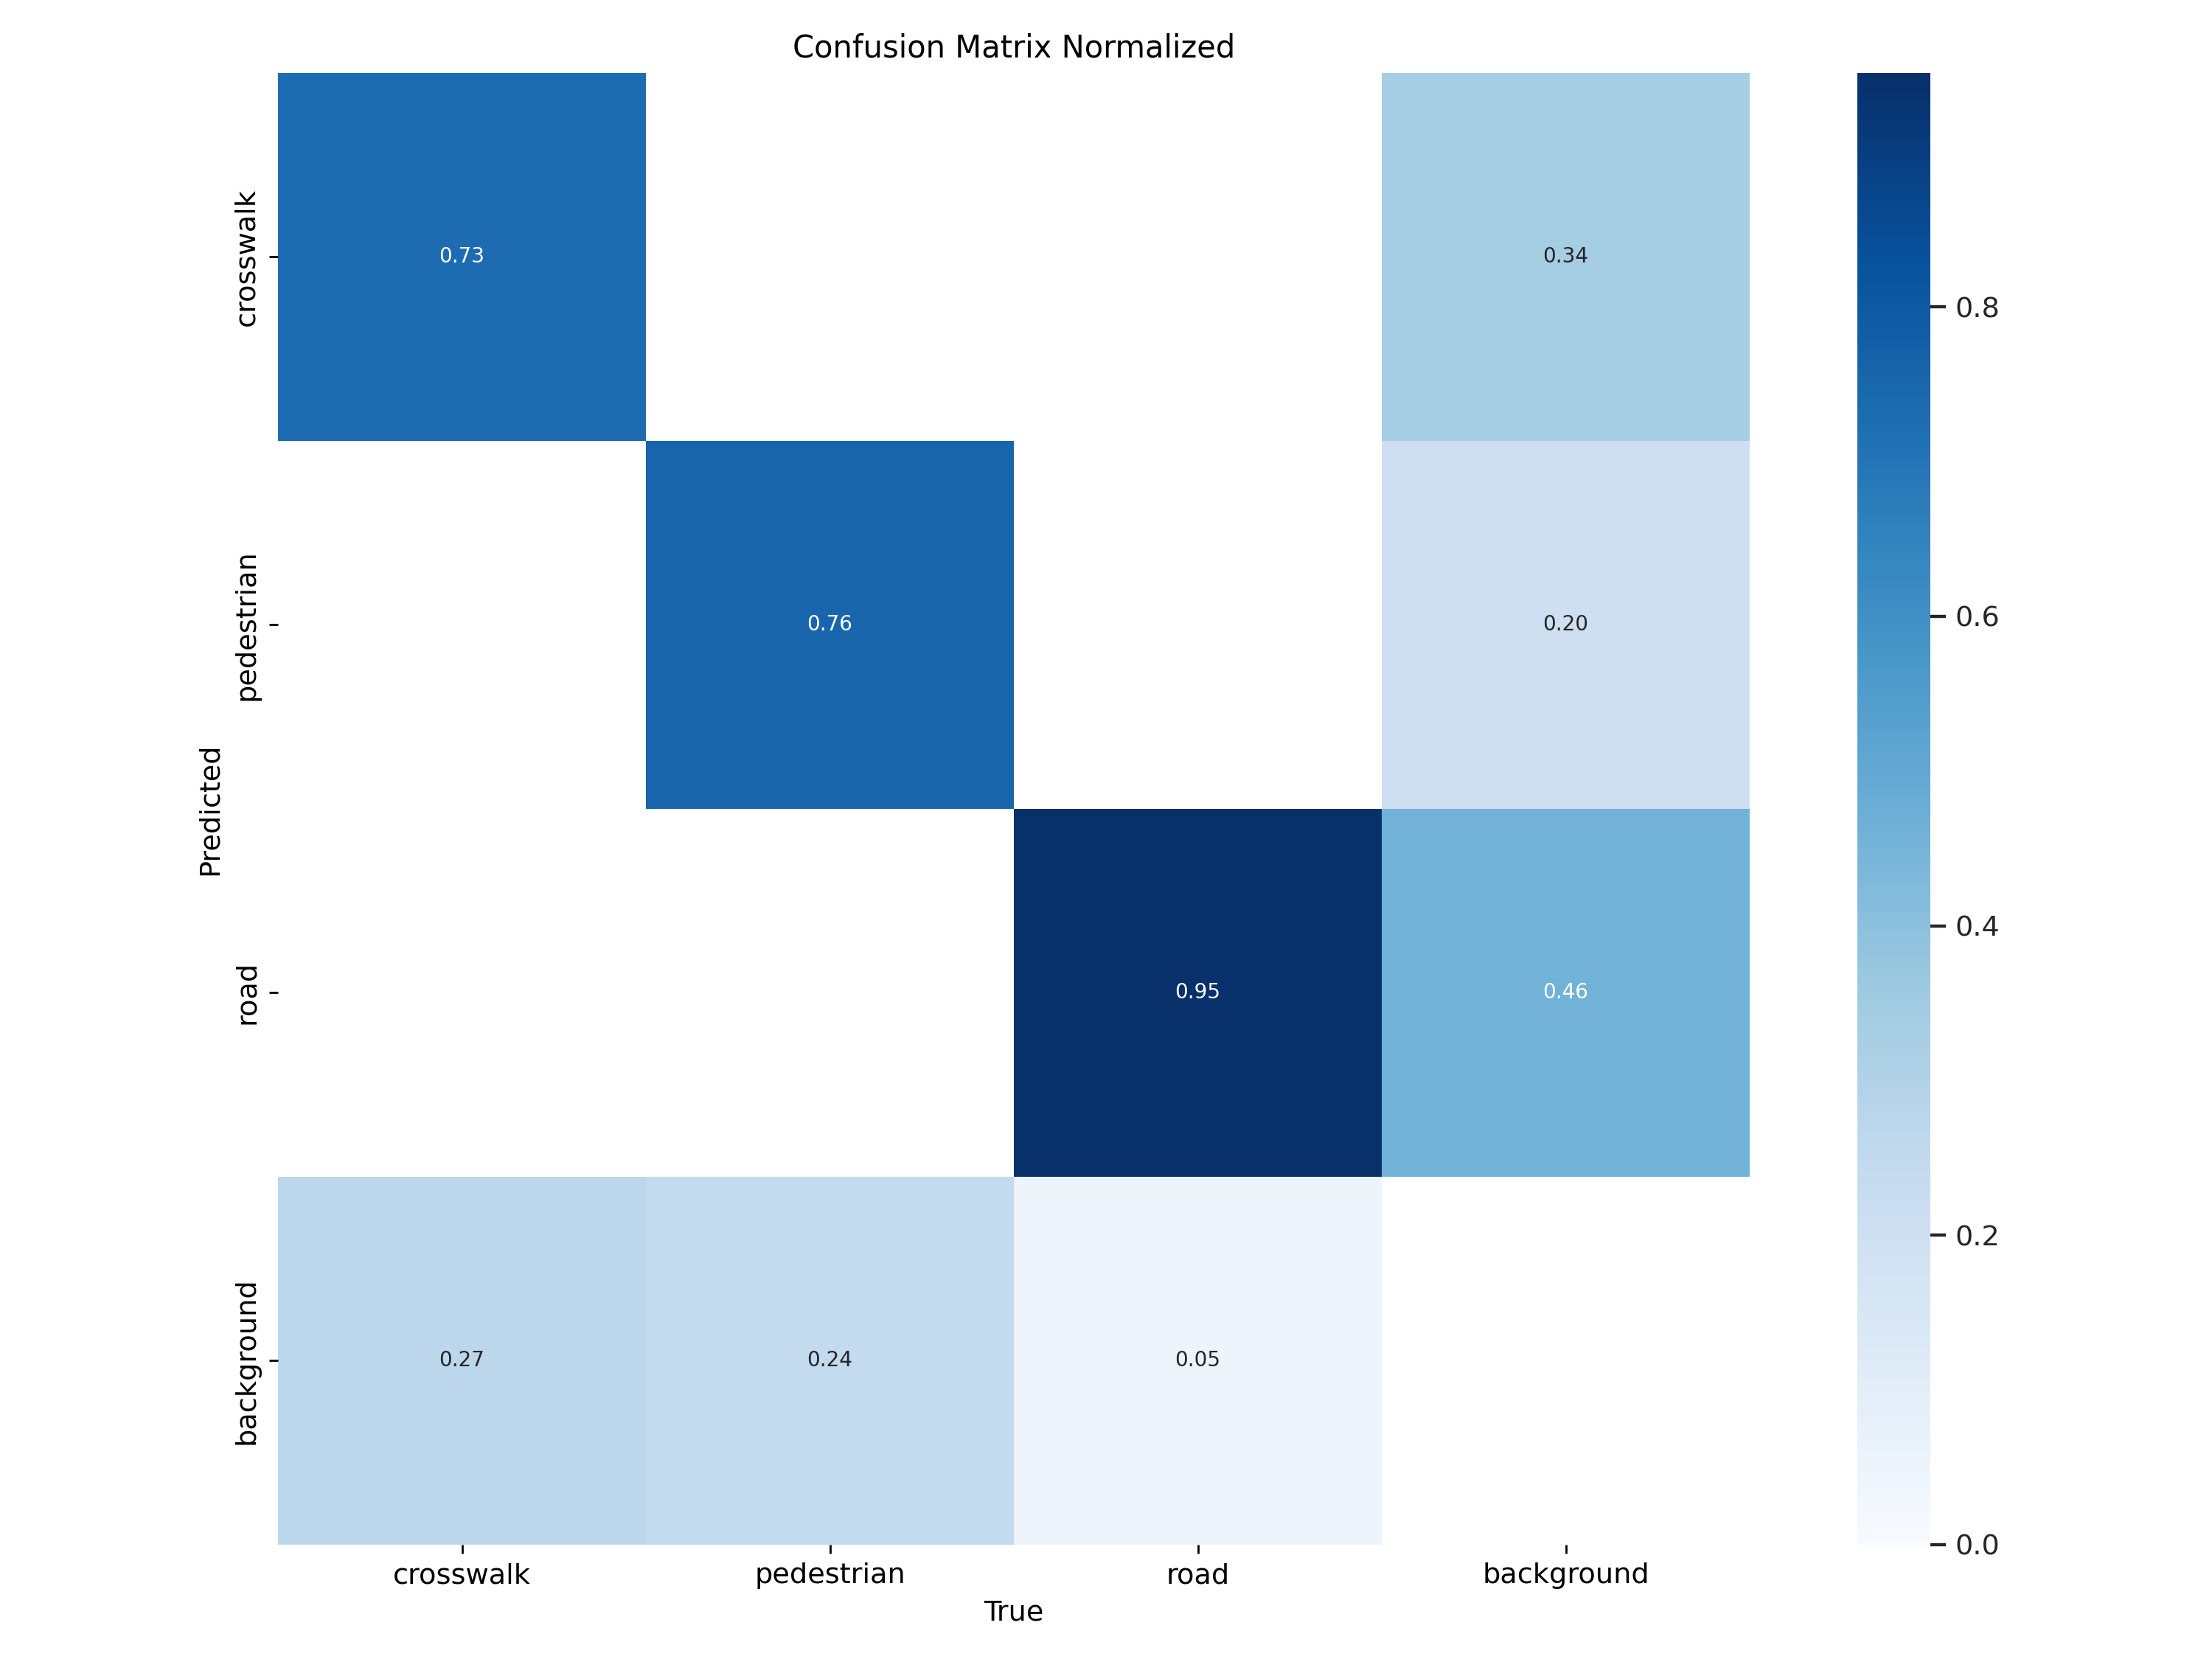 Confusion Matrix Normalized
crosswalk
0.73
0.34
pedestrian
0.76
0.20
road
0.95
0.46
background
0.27
0.24
0.05
Predicted
crosswalk
pedestrian
road
background
True
0.8
0.6
0.4
0.2
0.0